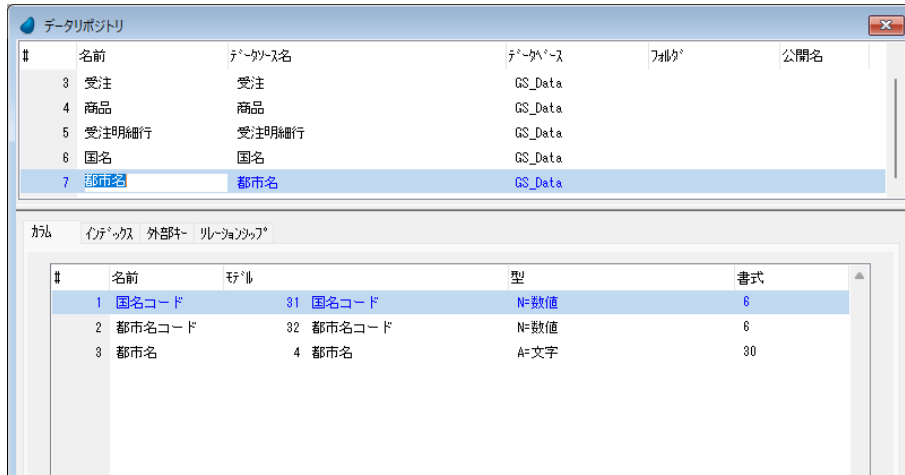 データリポジトリ
# 名前 ﾃﾞｰﾀｿｰｽ名 ﾃﾞｰﾀﾍﾞｰｽ ﾌｫﾙﾀﾞ 公開名
3 受注 受注 GS_Data
4 商品 商品 GS_Data
5 受注明細行 受注明細行 GS_Data
6 国名 国名 GS_Data
7 都市名 都市名 GS_Data
ｶﾗﾑ ｲﾝﾃﾞｯｸｽ 外部ｷｰ ﾘﾚｰｼｮﾝｼｯﾌﾟ
# 名前 ﾓﾃﾞﾙ 型 書式
1 国名コード 31 国名コード N=数値 6
2 都市名コード 32 都市名コード N=数値 6
3 都市名 4 都市名 A=文字 30